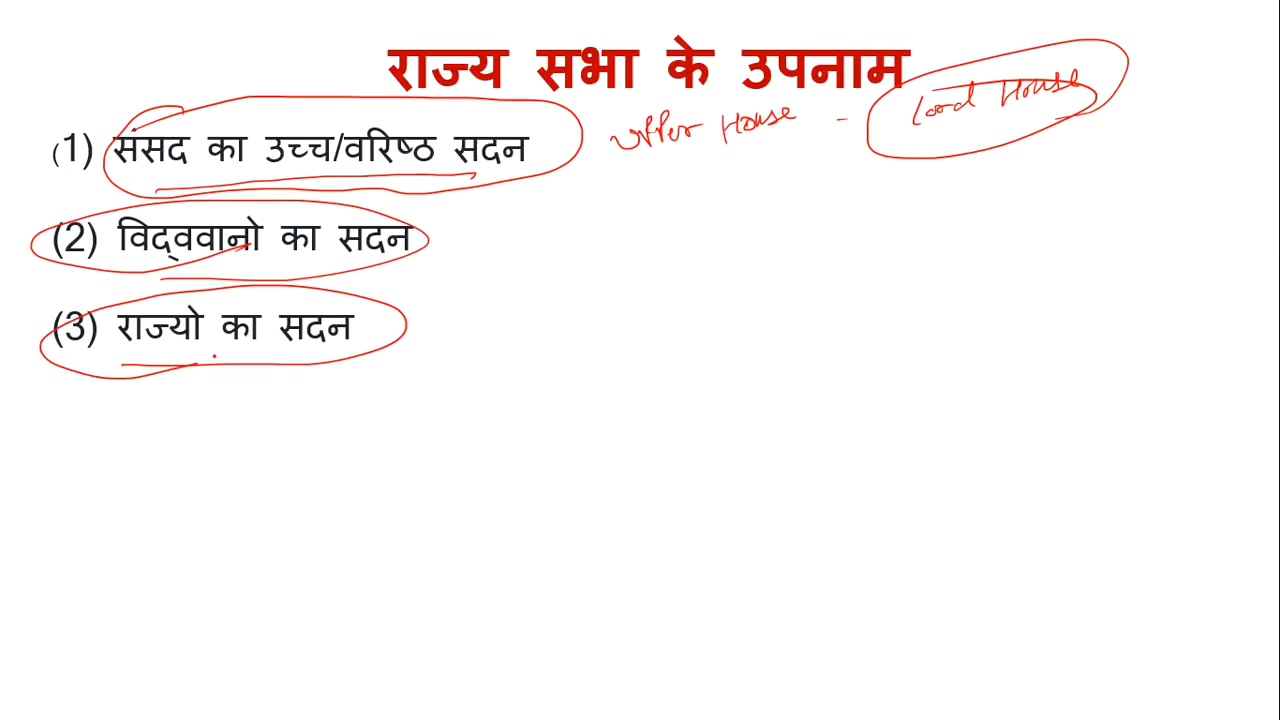 राज्य सभा के उपनाम
(1) संसद का उच्च/वरिष्ठ सदन Upper House - Lord House
(2) विद्ववानो का सदन
(3) राज्यो का सदन